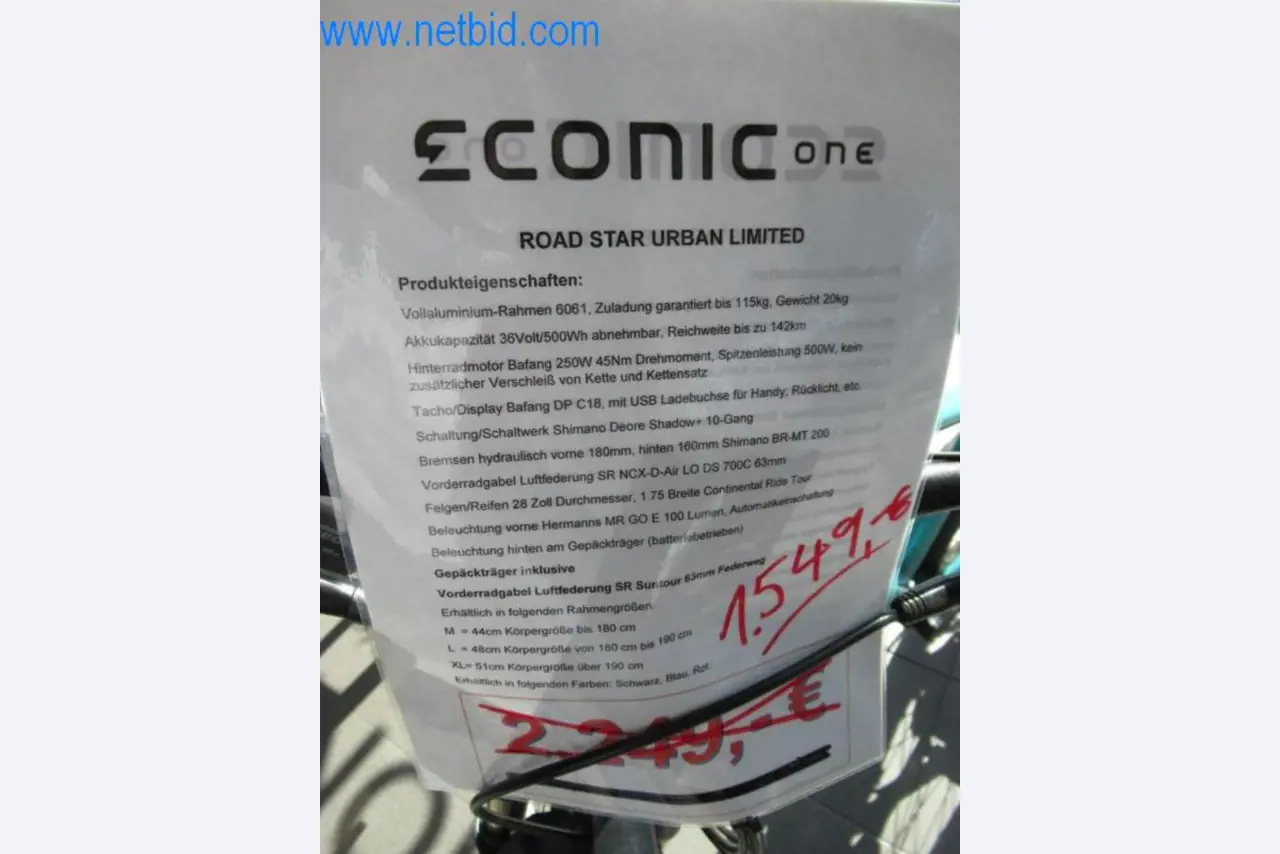 www.netbid.com
ECONIC ONE
ROAD STAR URBAN LIMITED
Produkteigenschaften:
Vollaluminium-Rahmen 6061, Zuladung garantiert bis 115kg, Gewicht 20kg
Akkukapazität 36Volt/500Wh abnehmbar, Reichweite bis zu 142km
Hinterradmotor Bafang 250W 45Nm Drehmoment, Spitzenleistung 500W, kein
zusätzlicher Verschleiß von Kette und Kettensatz
Tacho/Display Bafang DP C18, mit USB Ladebuchse für Handy, Rücklicht, etc.
Schaltung/Schaltwerk Shimano Deore Shadow+ 10-Gang
Bremsen hydraulisch vorne 180mm, hinten 160mm Shimano BR-MT 200
Vorderradgabel Luftfederung SR NCX-D-Air LO DS 700C 63mm
Felgen/Reifen 28 Zoll Durchmesser, 1.75 Breite Continental Ride Tour
Beleuchtung vorne Hermanns MR GO E 100 Lumen, Automatikeinschaltung
Beleuchtung hinten am Gepäckträger (batteriebetrieben)
Gepäckträger inklusive
Vorderradgabel Luftfederung SR Suntour 63mm Federweg
Erhältlich in folgenden Rahmengrößen
M = 44cm Körpergröße bis 180 cm
L = 48cm Körpergröße von 180 cm bis 190 cm
XL= 51cm Körpergröße über 190 cm
Erhältlich in folgenden Farben: Schwarz, Blau, Rot
1.549,-€
2.249,-€